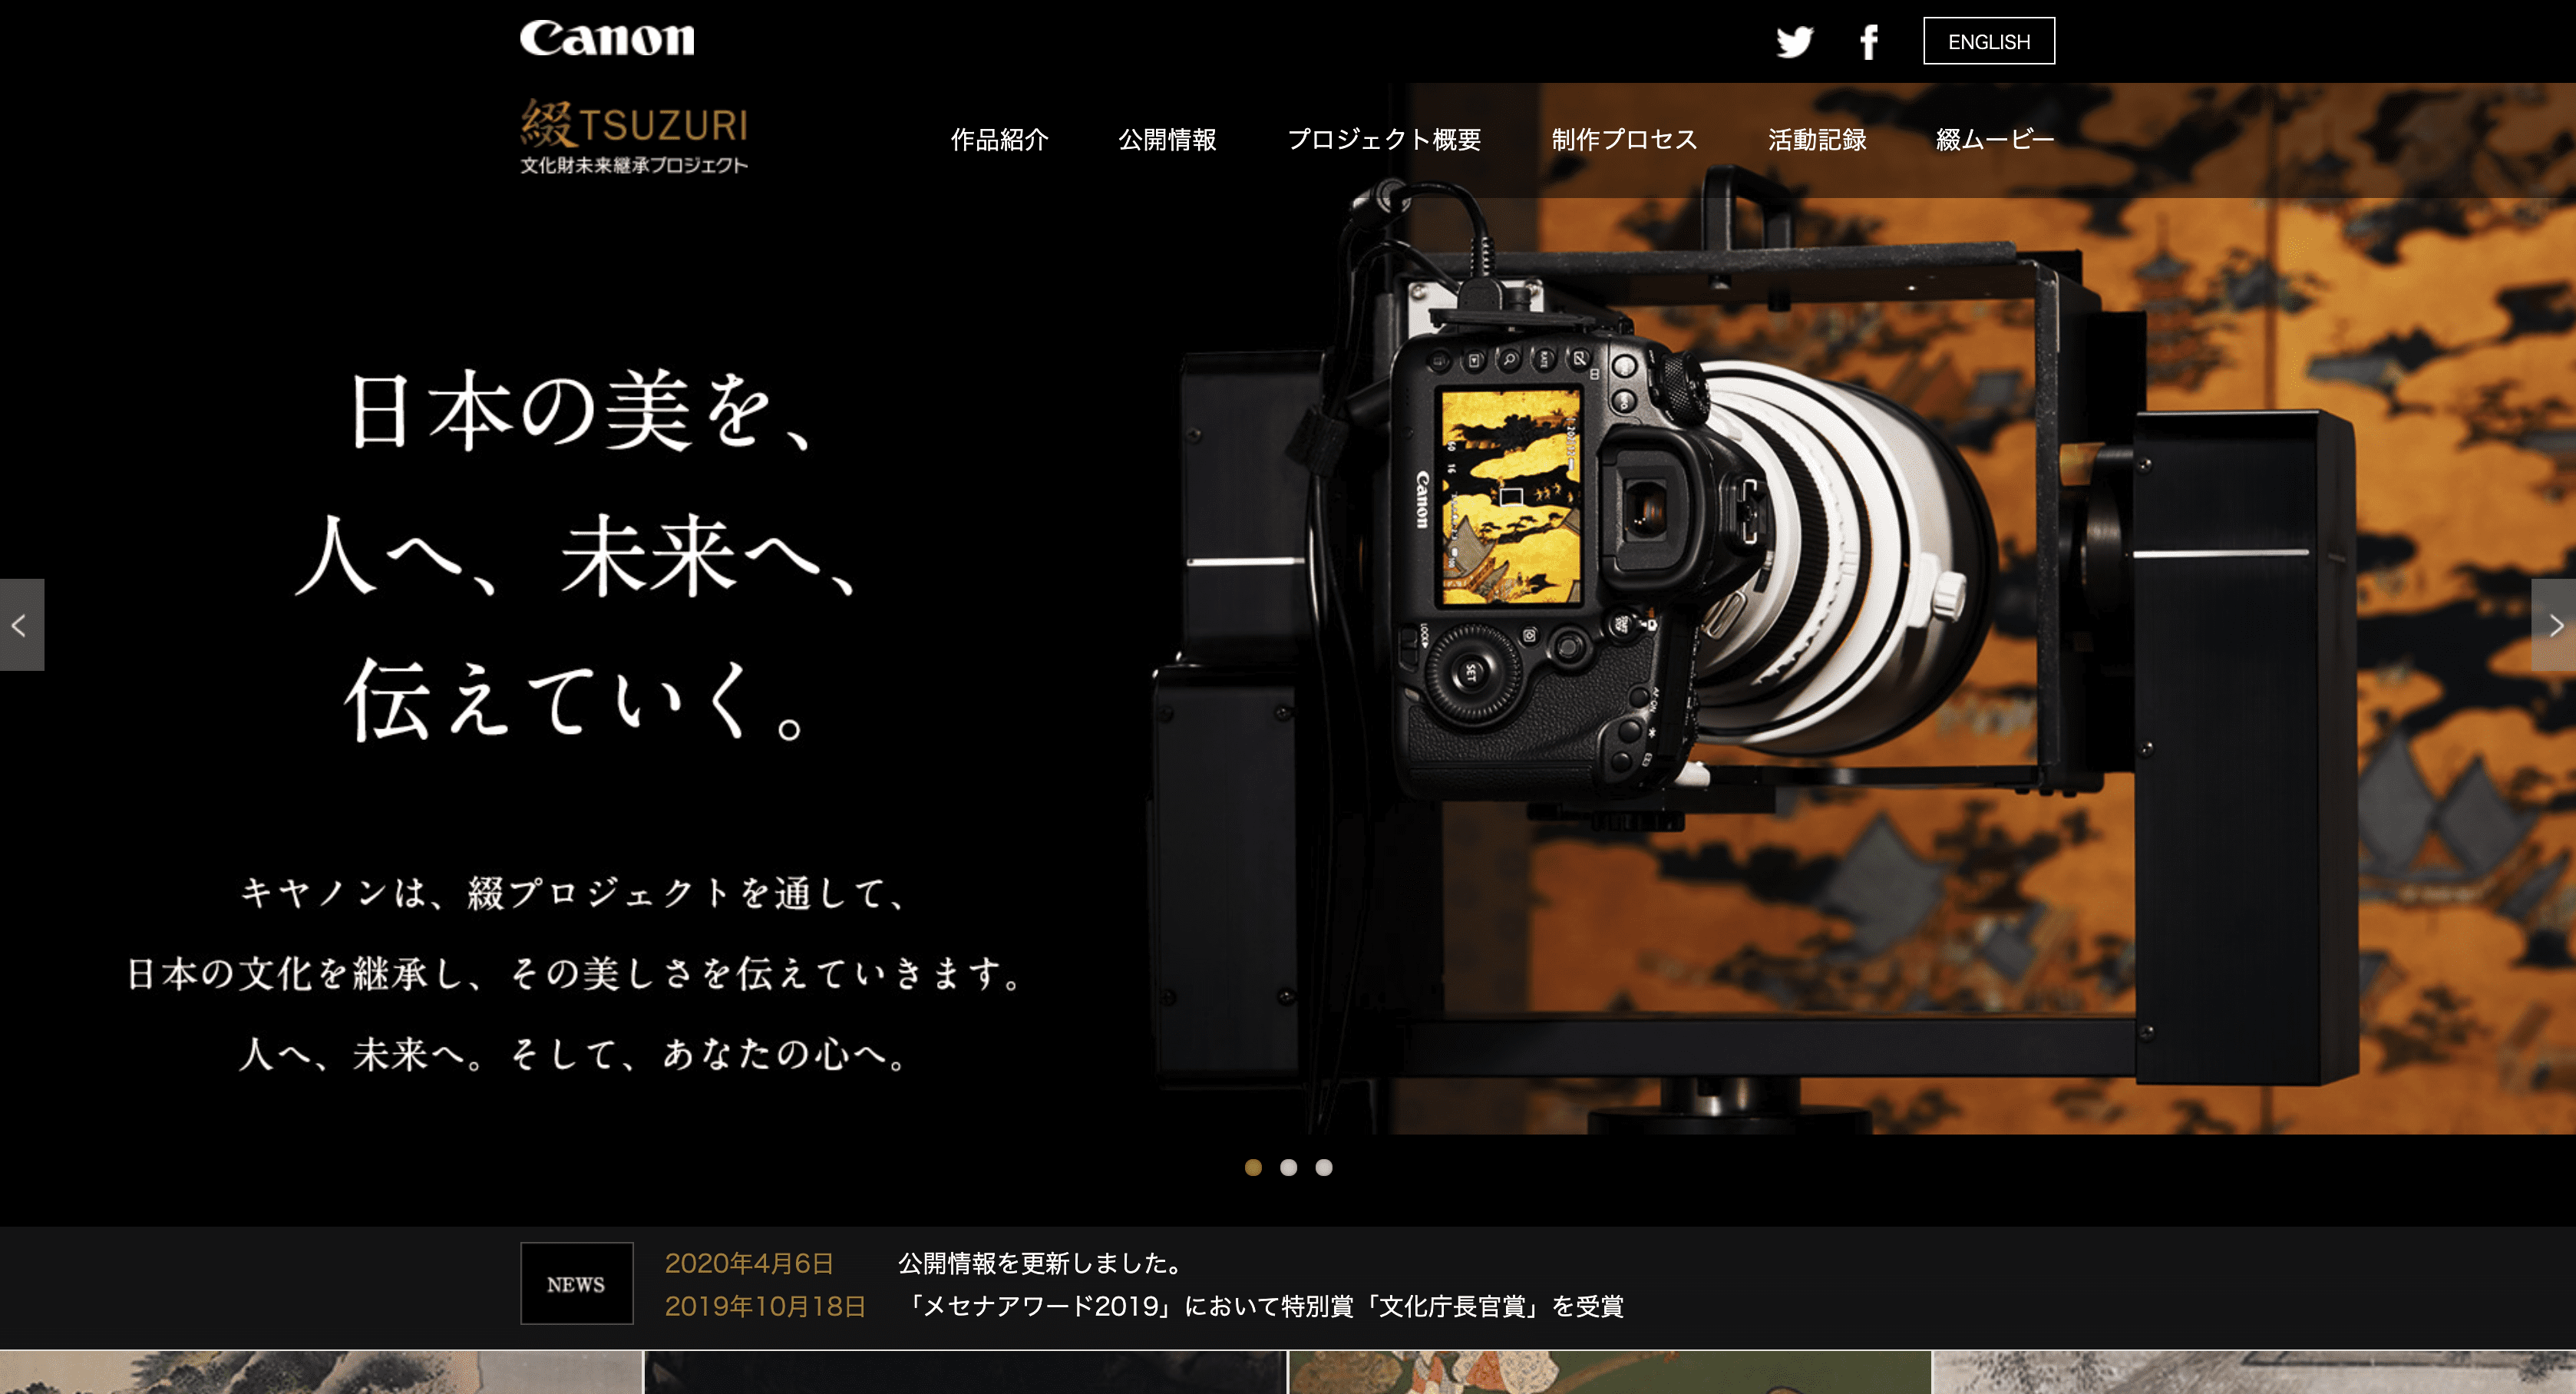 Canon
ENGLISH
綴TSUZURI
文化財未来継承プロジェクト
作品紹介
公開情報
プロジェクト概要
制作プロセス
活動記録
綴ムービー
日本の美を、
人へ、未来へ、
伝えていく。
キヤノンは、綴プロジェクトを通して、
日本の文化を継承し、その美しさを伝えていきます。
人へ、未来へ。そして、あなたの心へ。
Canon
RATE
LOCK
SET
AF-ON
NEWS
2020年4月6日 公開情報を更新しました。
2019年10月18日 「メセナアワード2019」において特別賞「文化庁長官賞」を受賞